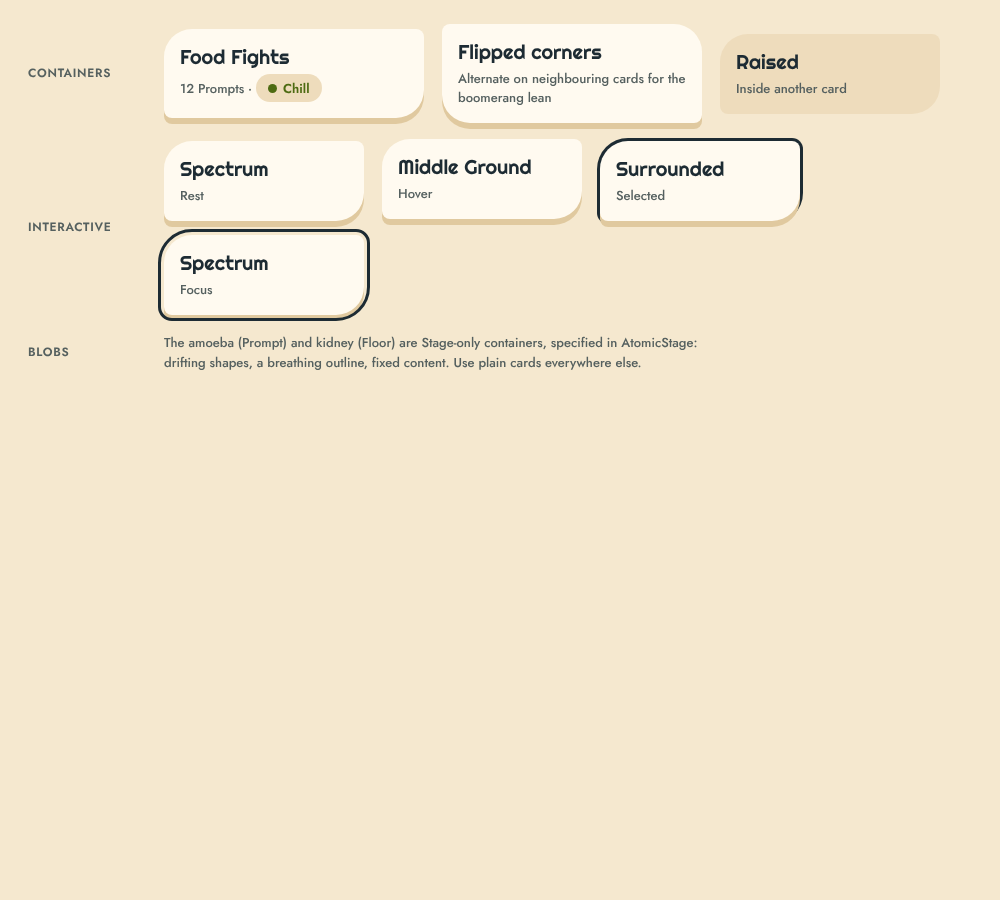 CONTAINERS
Food Fights
12 Prompts · Chill
Flipped corners
Alternate on neighbouring cards for the
boomerang lean
Raised
Inside another card
INTERACTIVE
Spectrum
Rest
Middle Ground
Hover
Surrounded
Selected
Spectrum
Focus
BLOBS
The amoeba (Prompt) and kidney (Floor) are Stage-only containers, specified in AtomicStage:
drifting shapes, a breathing outline, fixed content. Use plain cards everywhere else.